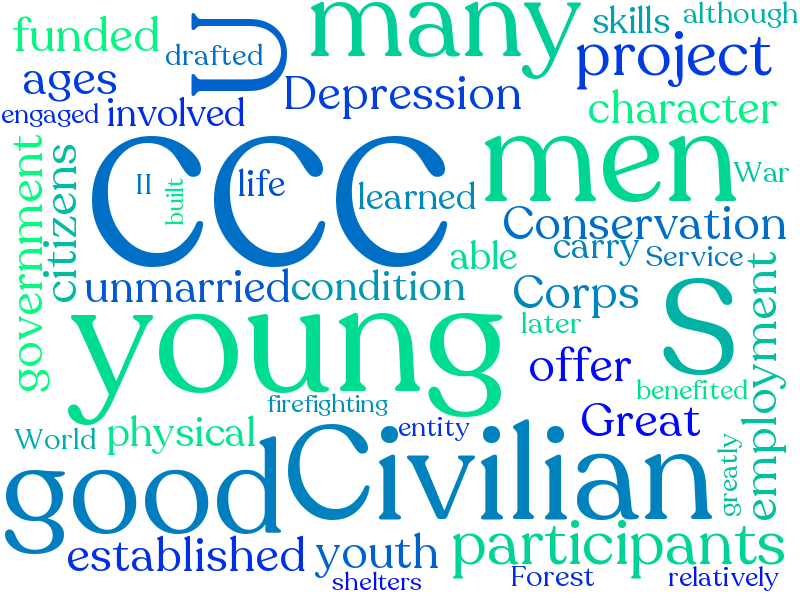 funded
drafted
U
many
skills
although
ages
project
engaged
involved
Depression
character
government
citizens
CCC
II
built
life
learned
men
War
Conservation
able
carry
Service
unmarried
condition
Corps
S
employment
young
later
offer
benefited
firefighting
World
physical
entity
Great
greatly
good
Civilian
established
youth
participants
shelters
Forest
relatively